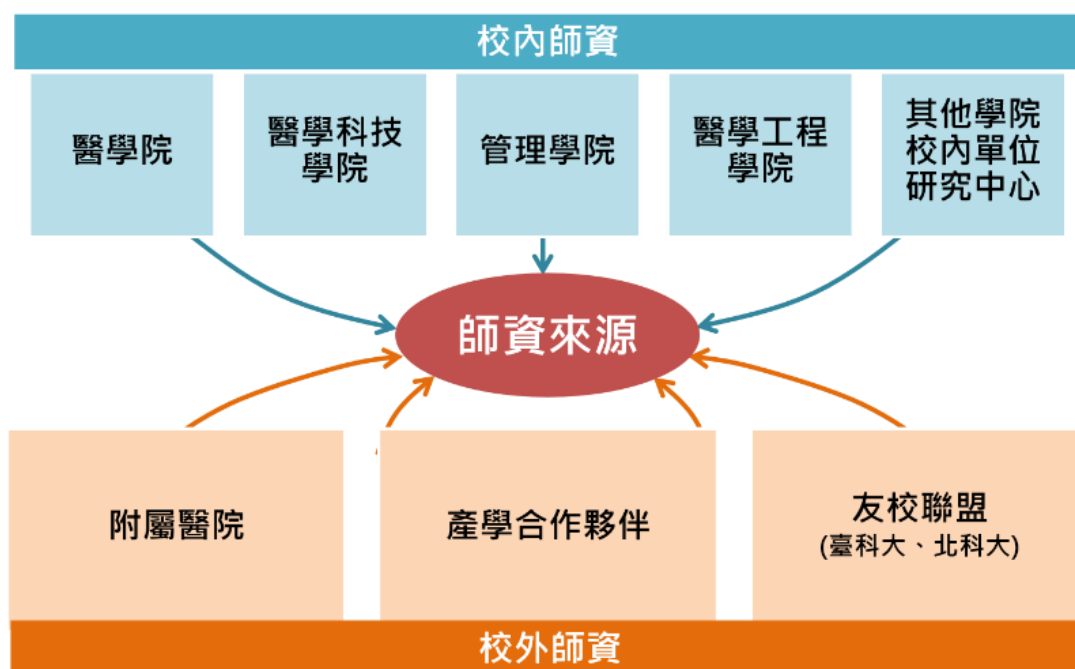 校內師資
醫學院
醫學科技
學院
管理學院
醫學工程
學院
其他學院
校內單位
研究中心
師資來源
附屬醫院
產學合作夥伴
友校聯盟
(臺科大、北科大)
校外師資